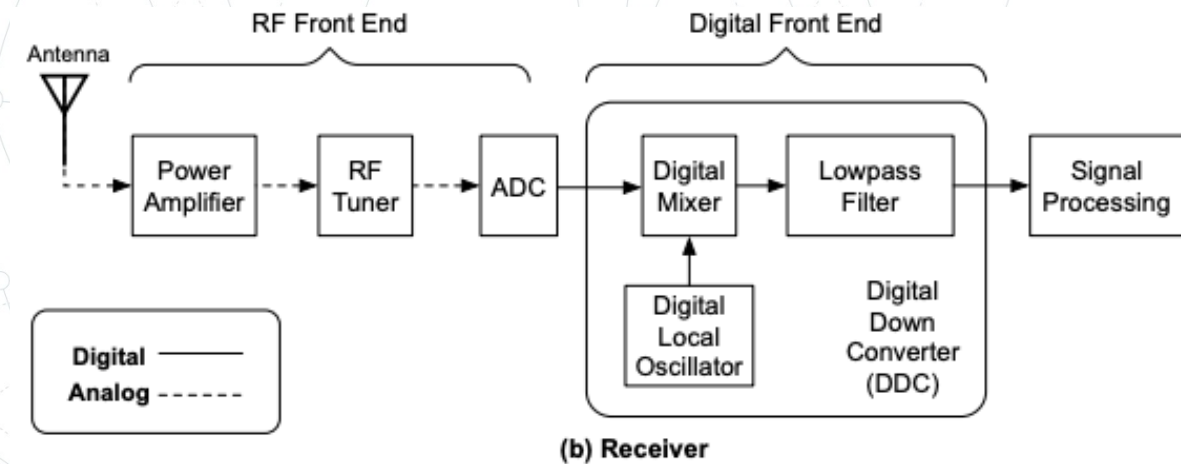 RF Front End
Digital Front End
Antenna
Power
Amplifier
RF
Tuner
ADC
Digital
Mixer
Lowpass
Filter
Signal
Processing
Digital
Local
Oscillator
Digital
Down
Converter
(DDC)
Digital
Analog
(b) Receiver